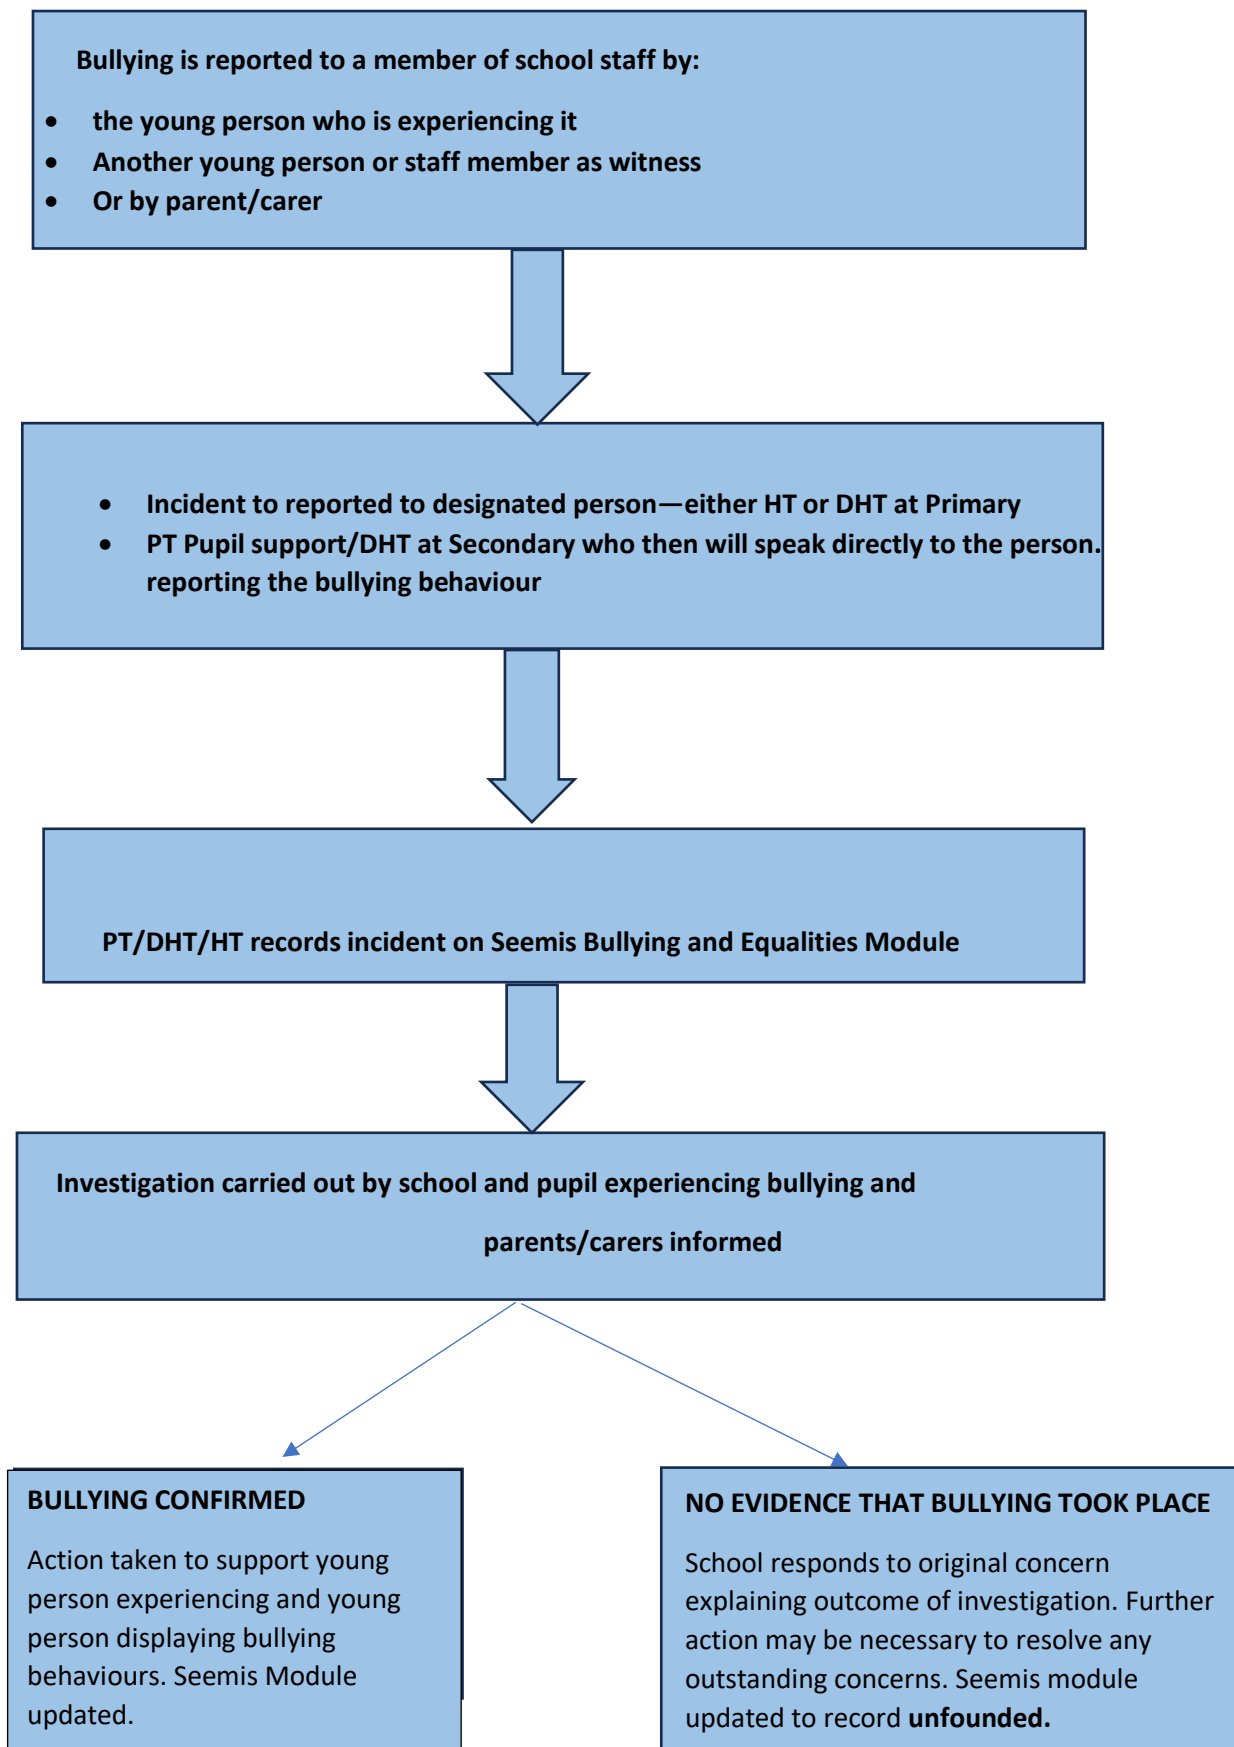 Bullying is reported to a member of school staff by:
• the young person who is experiencing it
• Another young person or staff member as witness
• Or by parent/carer
• Incident to reported to designated person—either HT or DHT at Primary
• PT Pupil support/DHT at Secondary who then will speak directly to the person.
reporting the bullying behaviour
PT/DHT/HT records incident on Seemis Bullying and Equalities Module
Investigation carried out by school and pupil experiencing bullying and
parents/carers informed
BULLYING CONFIRMED
Action taken to support young
person experiencing and young
person displaying bullying
behaviours. Seemis Module
updated.
NO EVIDENCE THAT BULLYING TOOK PLACE
School responds to original concern
explaining outcome of investigation. Further
action may be necessary to resolve any
outstanding concerns. Seemis module
updated to record unfounded.